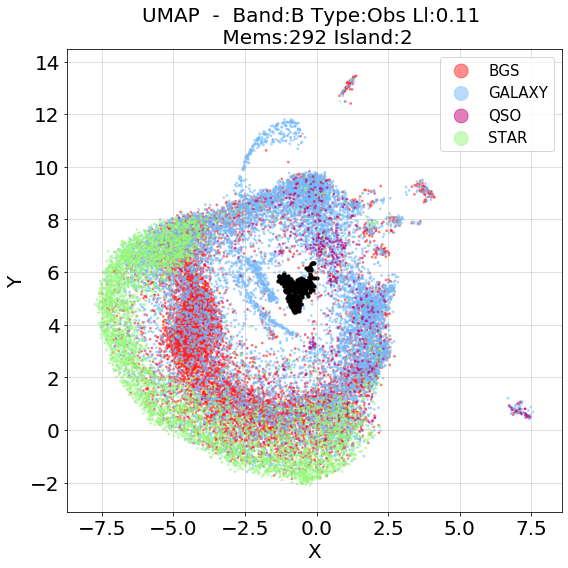 UMAP  -  Band:B Type:Obs Ll:0.11
Mems:292 Island:2
BGS
GALAXY
QSO
STAR
14
12
10
8
6
4
2
0
−2
Y
−7.5 −5.0 −2.5 0.0 2.5 5.0 7.5
X